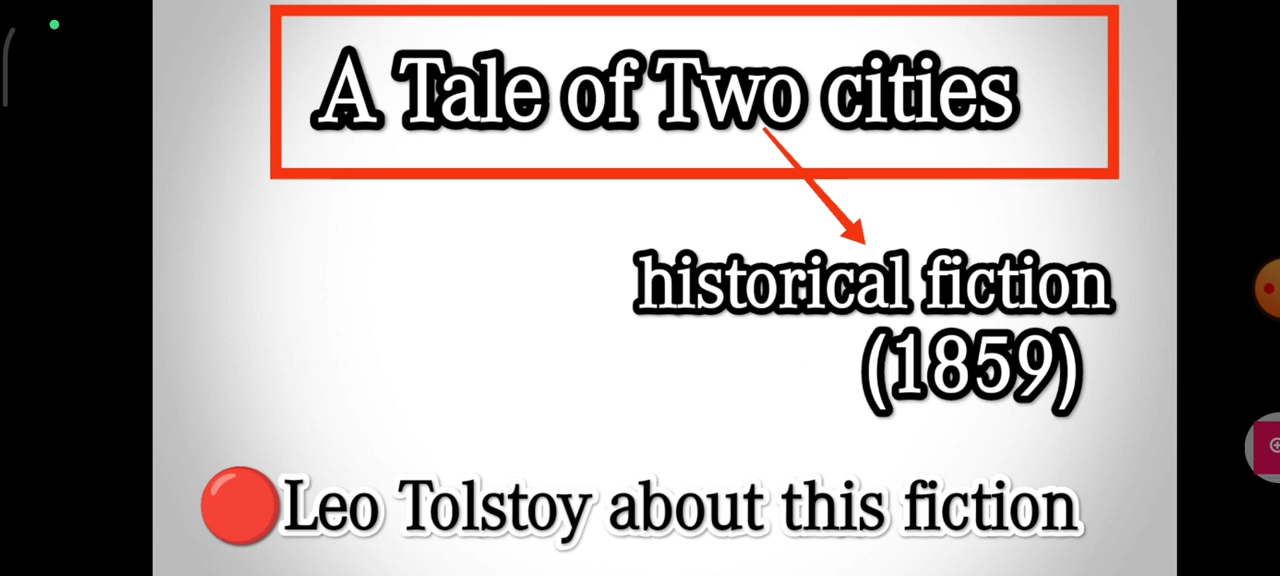 A Tale of Two cities
historical fiction
(1859)
Leo Tolstoy about this fiction